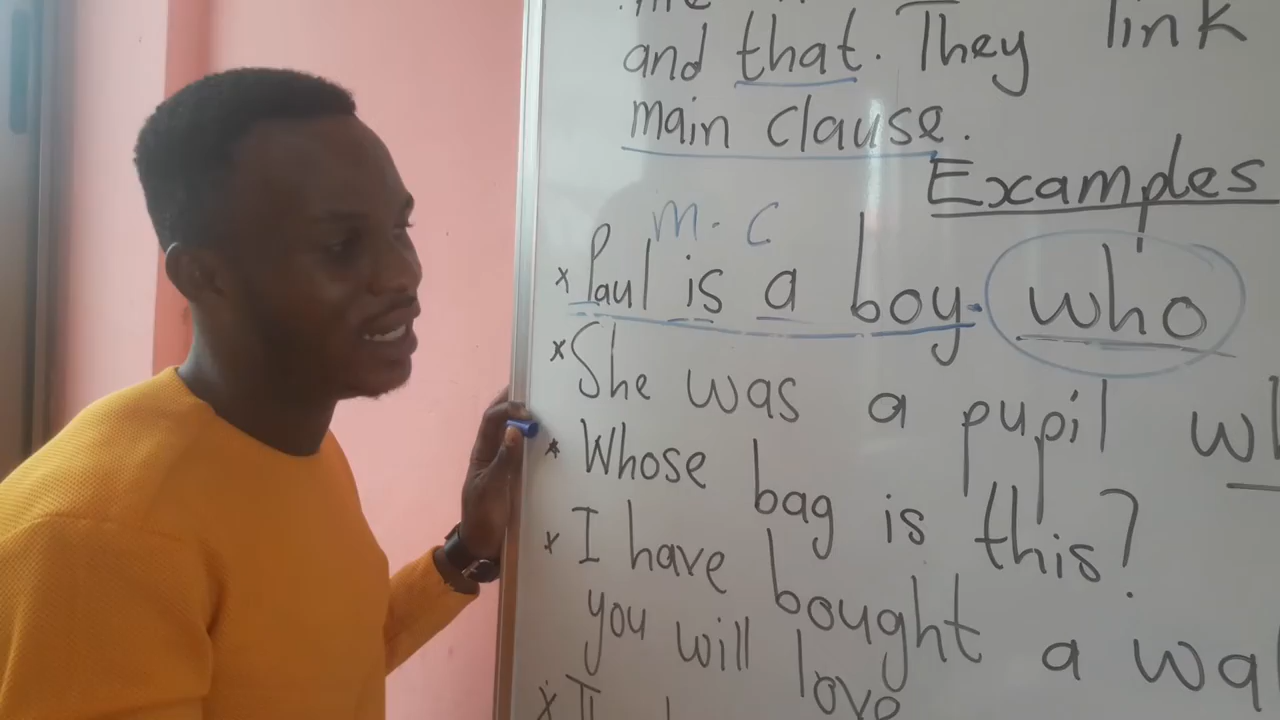 and that. They link
main clause.
Examples
m. c
* Paul is a boy. who
* She was a pupil
* Whose bag is this?
* I have bought a
you will love